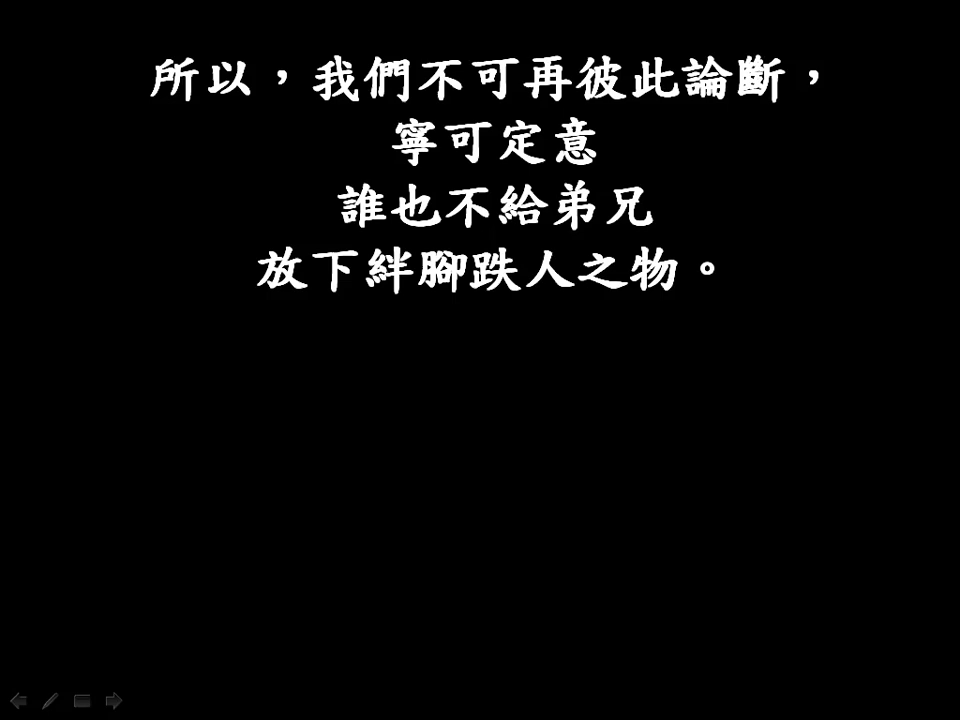 所以，我們不可再彼此論斷，
寧可定意
誰也不給弟兄
放下絆腳跌人之物。